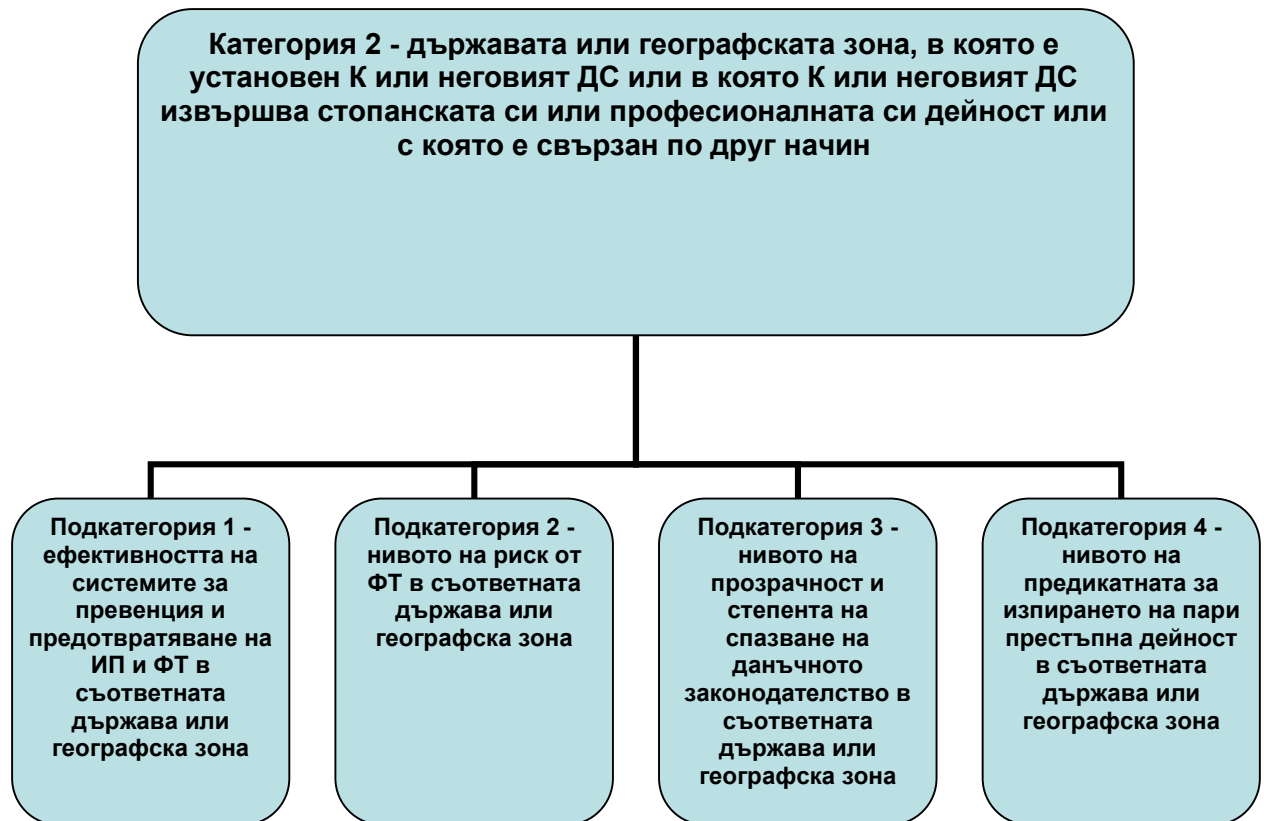 Категория 2 - държавата или географската зона, в която е
установен К или неговият ДС или в която К или неговият ДС
извършва стопанската си или професионалната си дейност или
с която е свързан по друг начин
Подкатегория 1 -
ефективността на
системите за
превенция и
предотвратяване на
ИП и ФТ в
съответната
държава или
географска зона
Подкатегория 2 -
нивото на риск от
ФТ в съответната
държава или
географска зона
Подкатегория 3 -
нивото на
прозрачност и
степента на
спазване на
данъчното
законодателство в
съответната
държава или
географска зона
Подкатегория 4 -
нивото на
предикатната за
изпирането на пари
престъпна дейност
в съответната
държава или
географска зона